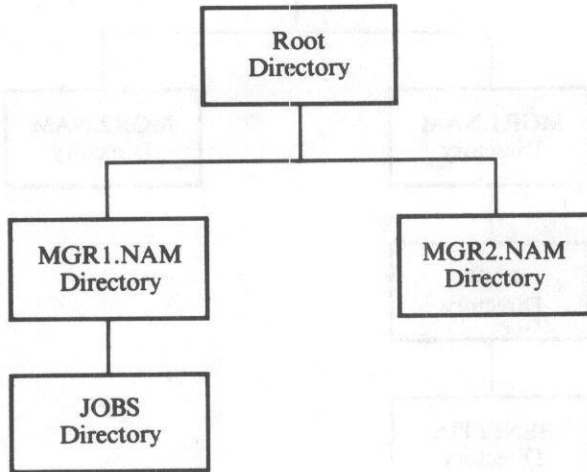 Root
Directory
MGR1.NAM
Directory
MGR2.NAM
Directory
JOBS
Directory